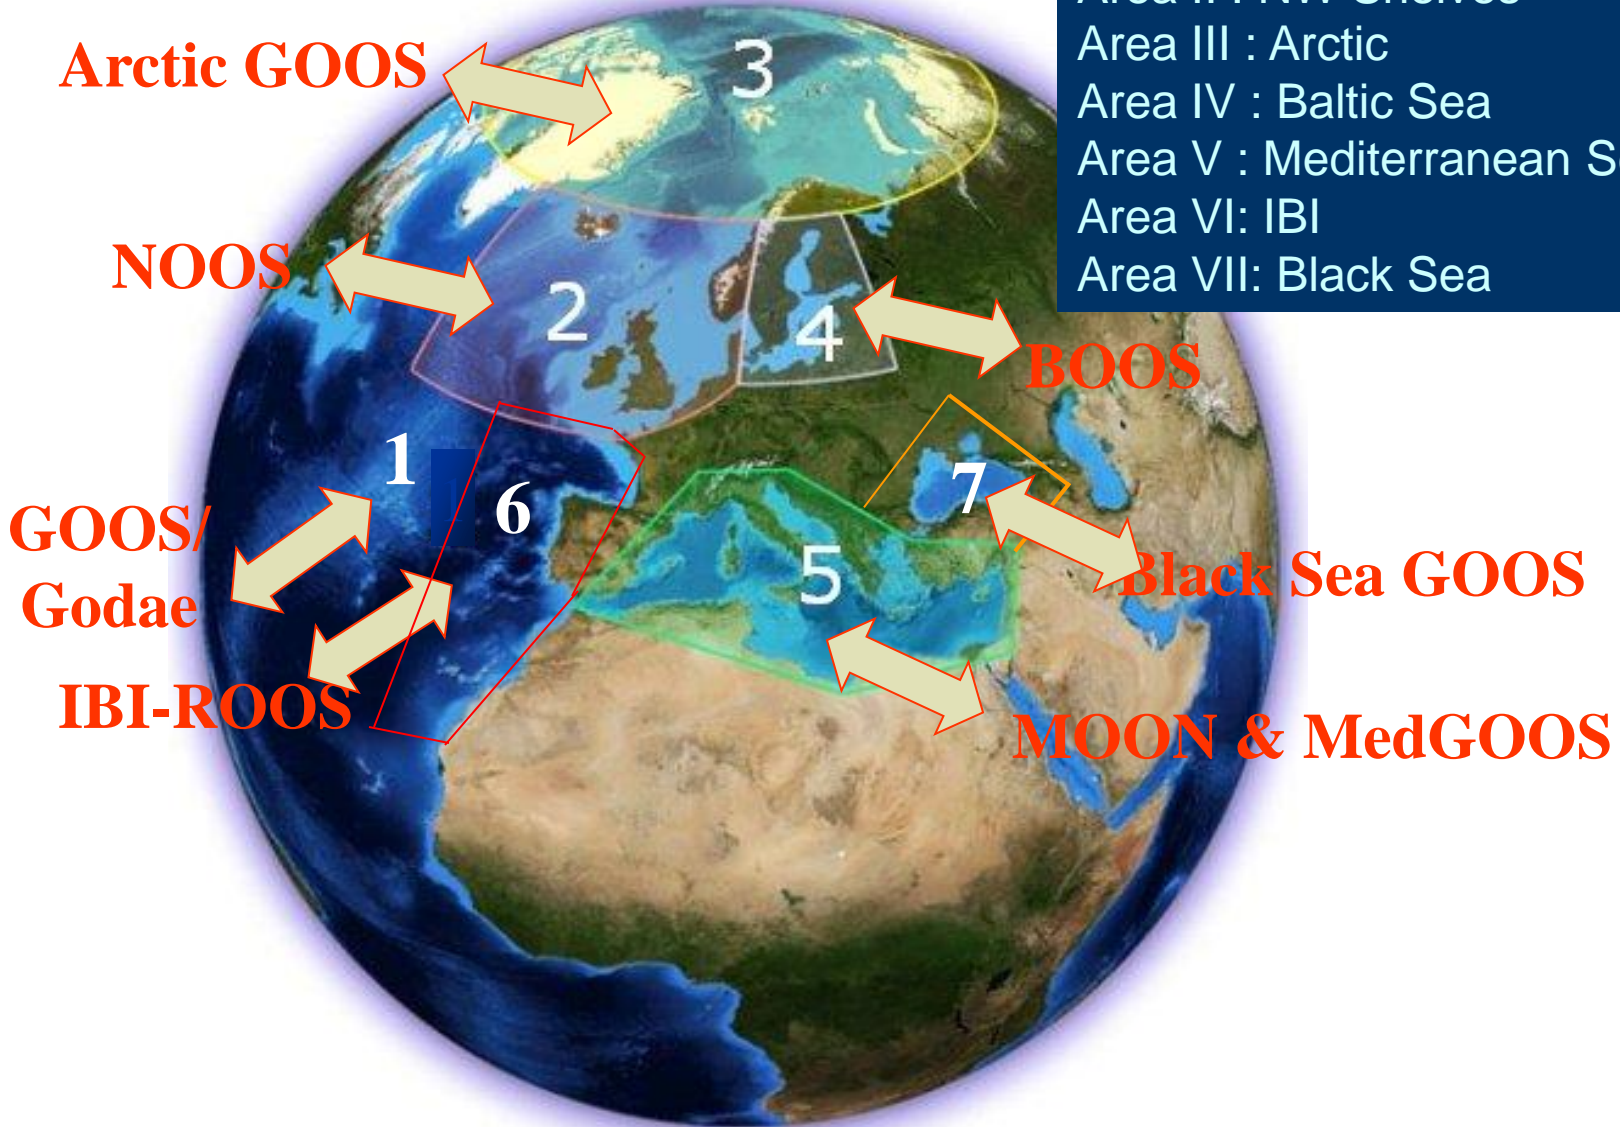 Area III : Arctic
Area IV : Baltic Sea
Area V : Mediterranean
Area VI: IBI
Area VII: Black Sea
Arctic GOOS
3
NOOS
2
4
BOOS
1
6
7
GOOS/
Godae
5
Black Sea GOOS
IBI-ROOS
MOON & MedGOOS